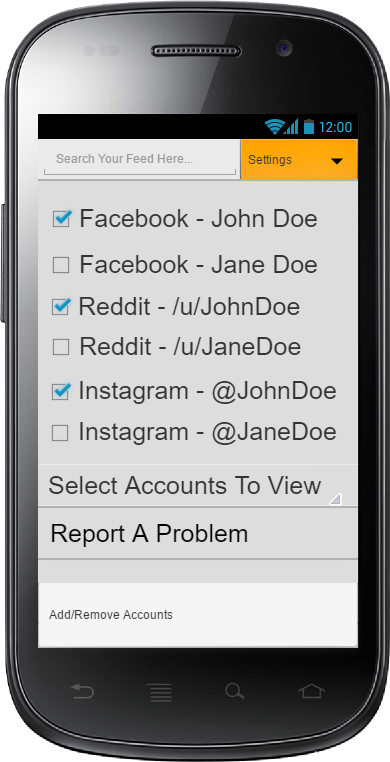 12:00
Search Your Feed Here...
Settings
Facebook - John Doe
Facebook - Jane Doe
Reddit - /u/JohnDoe
Reddit - /u/JaneDoe
Instagram - @JohnDoe
Instagram - @JaneDoe
Select Accounts To View
Report A Problem
Add/Remove Accounts